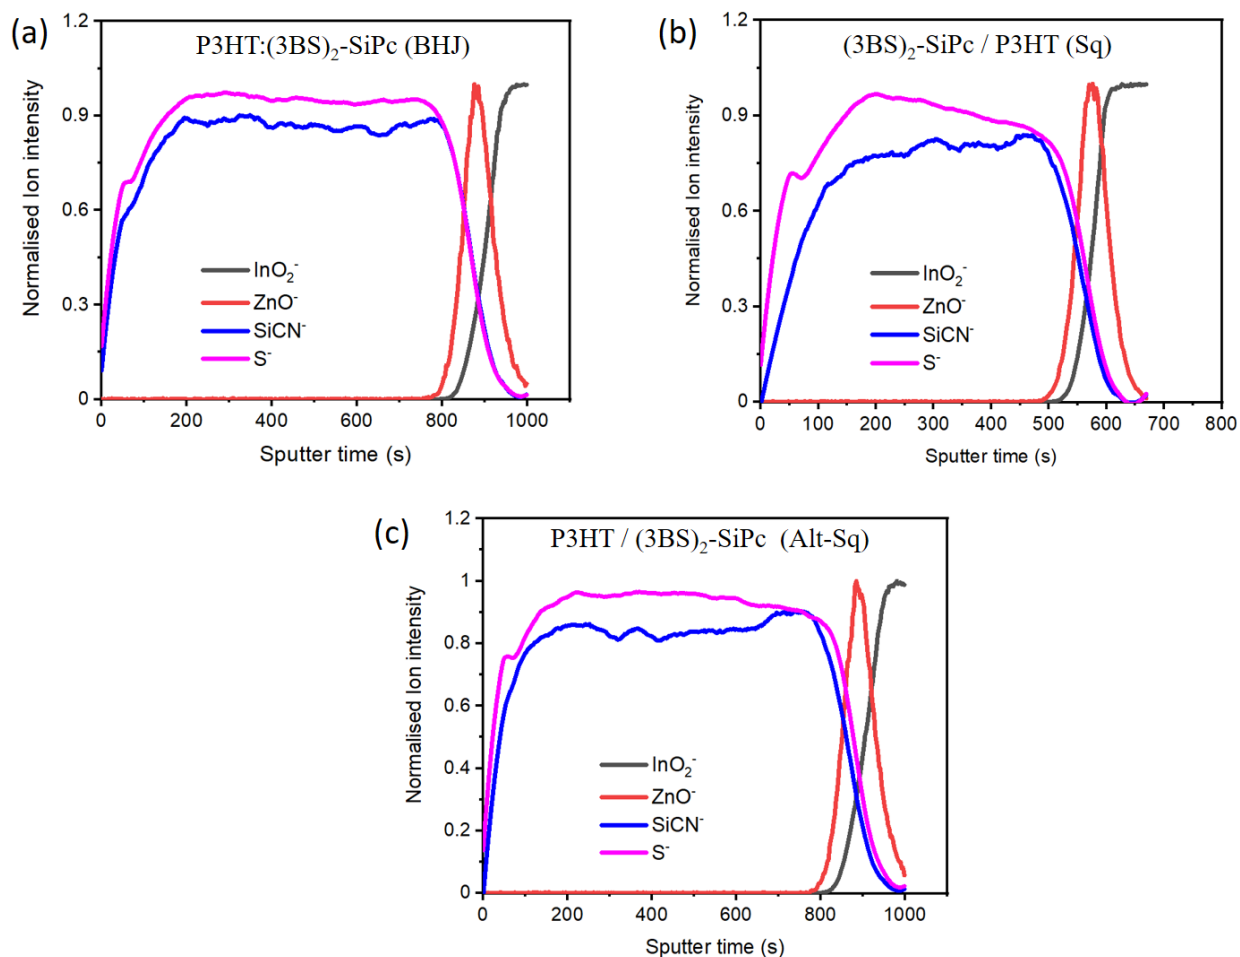 (a)
P3HT:(3BS)₂-SiPc (BHJ)
Normalised Ion intensity
1.2
0.9
0.6
0.3
0
InO₂⁻
ZnO⁻
SiCN⁻
S⁻
0 200 400 600 800 1000
Sputter time (s)
(b)
(3BS)₂-SiPc / P3HT (Sq)
Normalised Ion intensity
1.2
0.9
0.6
0.3
0
InO₂⁻
ZnO⁻
SiCN⁻
S⁻
0 100 200 300 400 500 600 700 800
Sputter time (s)
(c)
P3HT / (3BS)₂-SiPc (Alt-Sq)
Normalised Ion intensity
1.2
1
0.8
0.6
0.4
0.2
0
InO₂⁻
ZnO⁻
SiCN⁻
S⁻
0 200 400 600 800 1000
Sputter time (s)